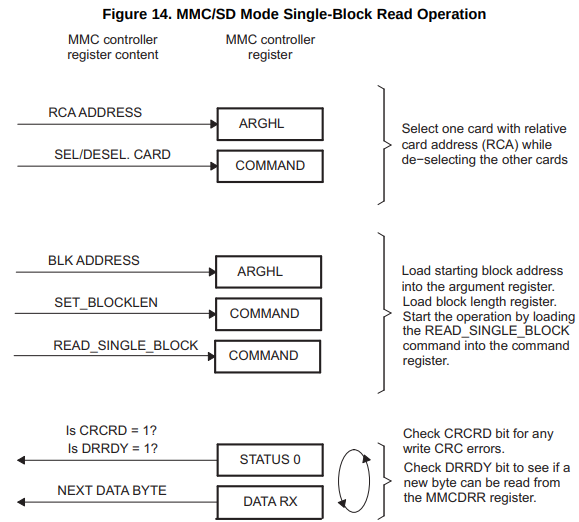 Figure 14. MMC/SD Mode Single-Block Read Operation
MMC controller
register content
MMC controller
register
RCA ADDRESS
ARGHL
SEL/DESEL. CARD
COMMAND
Select one card with relative
card address (RCA) while
de−selecting the other cards
BLK ADDRESS
ARGHL
SET_BLOCKLEN
COMMAND
READ_SINGLE_BLOCK
COMMAND
Load starting block address
into the argument register.
Load block length register.
Start the operation by loading
the READ_SINGLE_BLOCK
command into the command
register.
Is CRCRD = 1?
Is DRRDY = 1?
STATUS 0
NEXT DATA BYTE
DATA RX
Check CRCRD bit for any
write CRC errors.
Check DRRDY bit to see if a
new byte can be read from
the MMCDRR register.